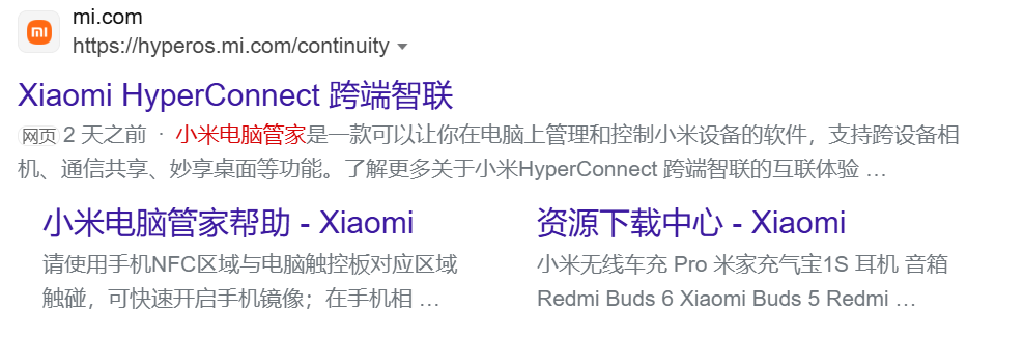 mi.com
https://hyperos.mi.com/continuity
Xiaomi HyperConnect 跨端智联
网页 2 天之前 · 小米电脑管家是一款可以让你在电脑上管理和控制小米设备的软件，支持跨设备相
机、通信共享、妙享桌面等功能。了解更多关于小米HyperConnect 跨端智联的互联体验 …
小米电脑管家帮助 - Xiaomi
请使用手机NFC区域与电脑触控板对应区域
触碰，可快速开启手机镜像；在手机相 …
资源下载中心 - Xiaomi
小米无线车充 Pro 米家充气宝1S 耳机 音箱
Redmi Buds 6 Xiaomi Buds 5 Redmi …